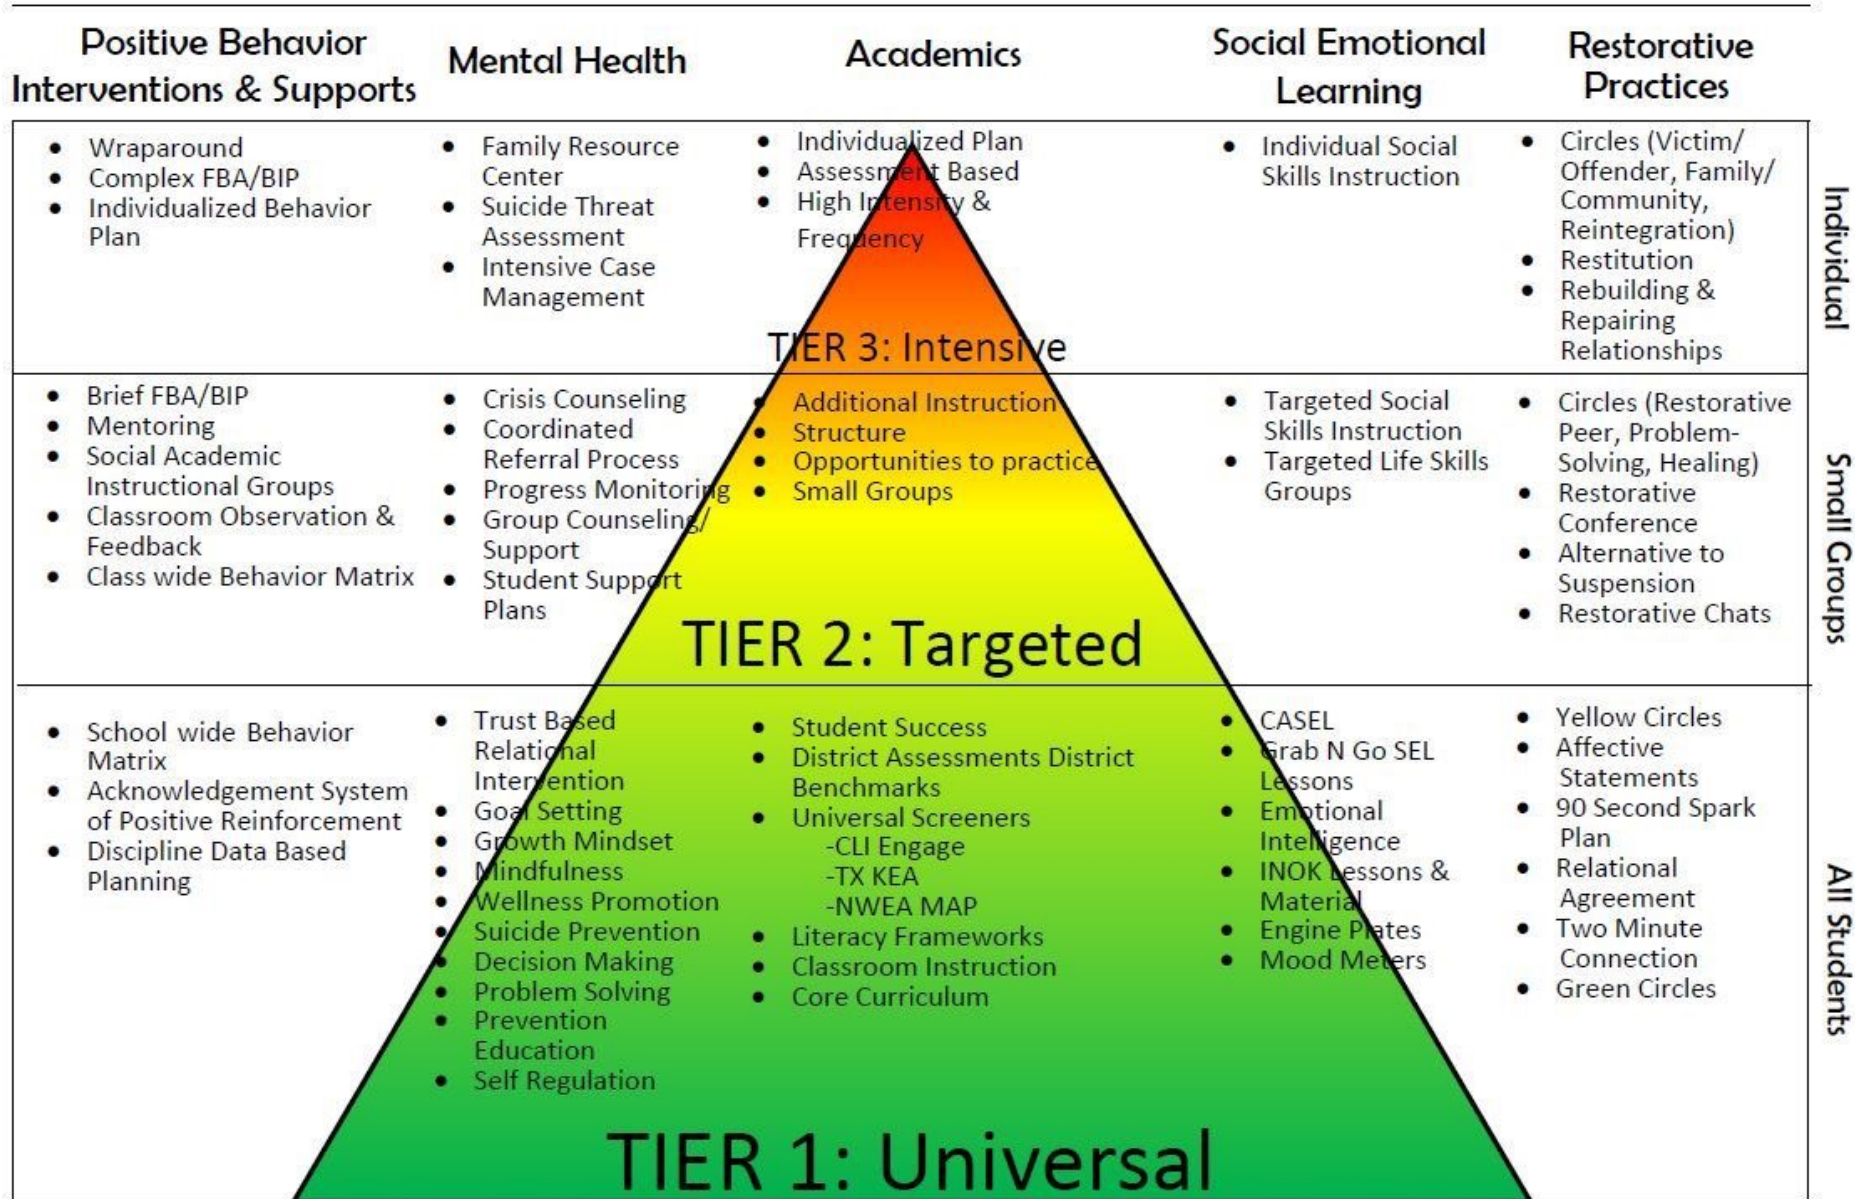 Positive Behavior
Interventions & Supports
Mental Health
Academics
Social Emotional
Learning
Restorative
Practices
• Wraparound
• Complex FBA/BIP
• Individualized Behavior
Plan
• Family Resource
Center
• Suicide Threat
Assessment
• Intensive Case
Management
• Individualized Plan
• Assessment Based
• High Intensity &
Frequency
• Individual Social
Skills Instruction
• Circles (Victim/
Offender, Family/
Community,
Reintegration)
• Restitution
• Rebuilding &
Repairing
Relationships
Individual
TIER 3: Intensive
• Brief FBA/BIP
• Mentoring
• Social Academic
Instructional Groups
• Classroom Observation &
Feedback
• Class wide Behavior Matrix
• Crisis Counseling
• Coordinated
Referral Process
• Progress Monitoring
• Group Counseling/
Support
• Student Support
Plans
• Additional Instruction
• Structure
• Opportunities to practice
• Small Groups
• Targeted Social
Skills Instruction
• Targeted Life Skills
Groups
• Circles (Restorative
Peer, Problem-
Solving, Healing)
• Restorative
Conference
• Alternative to
Suspension
• Restorative Chats
Small Groups
TIER 2: Targeted
• School wide Behavior
Matrix
• Acknowledgement System
of Positive Reinforcement
• Discipline Data Based
Planning
• Trust Based
Relational
Intervention
• Goal Setting
• Growth Mindset
• Mindfulness
• Wellness Promotion
• Suicide Prevention
• Decision Making
• Problem Solving
• Prevention
Education
• Self Regulation
• Student Success
• District Assessments District
Benchmarks
• Universal Screeners
-CLI Engage
-TX KEA
-NWEA MAP
• Literacy Frameworks
• Classroom Instruction
• Core Curriculum
• CASEL
• Grab N Go SEL
Lessons
• Emotional
Intelligence
• INOK Lessons &
Material
• Engine Plates
• Mood Meters
• Yellow Circles
• Affective
Statements
• 90 Second Spark
Plan
• Relational
Agreement
• Two Minute
Connection
• Green Circles
All Students
TIER 1: Universal